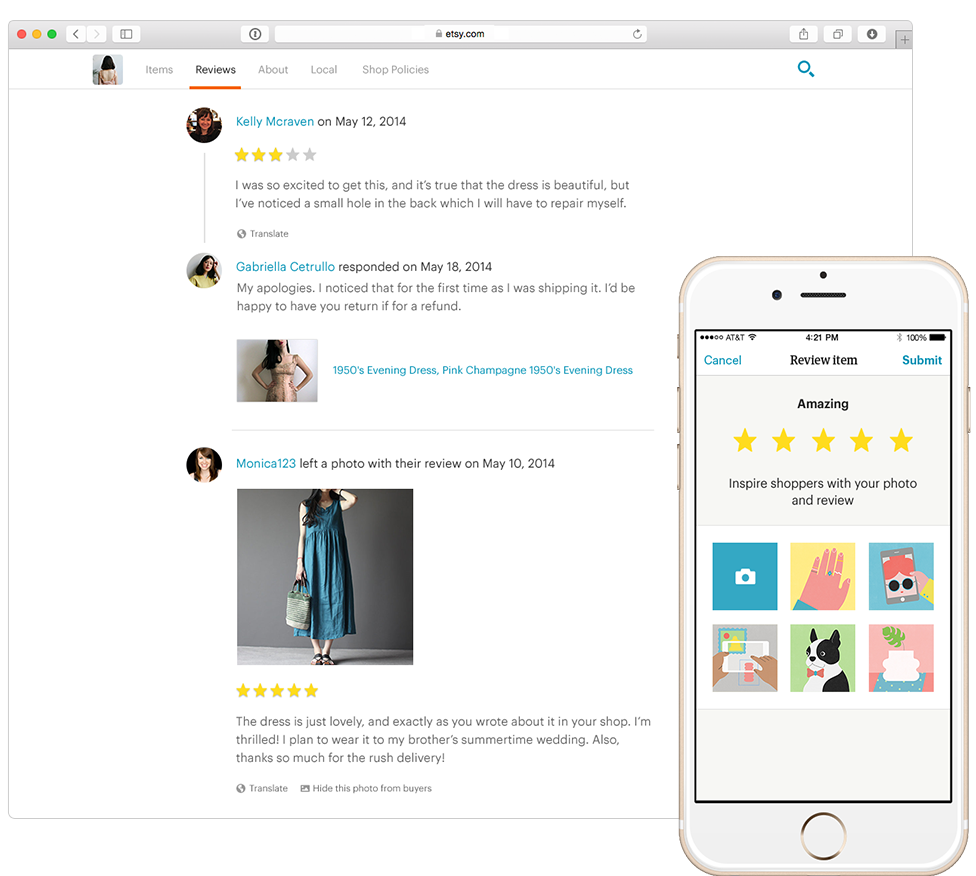 etsy.com
Items Reviews About Local Shop Policies
Kelly Mcraven on May 12, 2014
I was so excited to get this, and it's true that the dress is beautiful, but
I've noticed a small hole in the back which I will have to repair myself.
Translate
Gabriella Cetrullo responded on May 18, 2014
My apologies. I noticed that for the first time as I was shipping it. I'd be
happy to have you return if for a refund.
1950's Evening Dress, Pink Champagne 1950's Evening Dress
Monica123 left a photo with their review on May 10, 2014
The dress is just lovely, and exactly as you wrote about it in your shop. I'm
thrilled! I plan to wear it to my brother's summertime wedding. Also,
thanks so much for the rush delivery!
Translate Hide this photo from buyers
AT&T 4:21 PM 100%
Cancel Review item Submit
Amazing
Inspire shoppers with your photo
and review